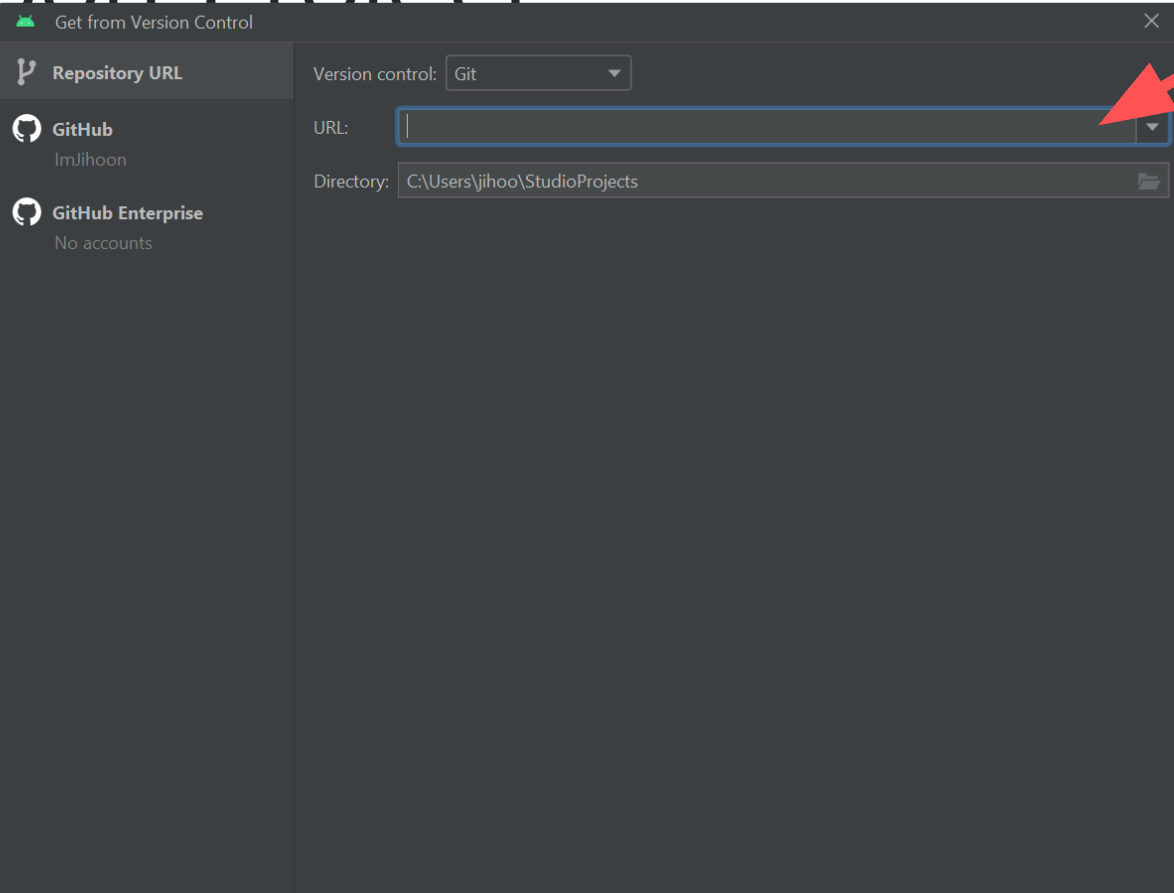 Get from Version Control
Repository URL
GitHub
ImJihoon
GitHub Enterprise
No accounts
Version control: Git
URL:
Directory: C:\Users\jihoo\StudioProjects